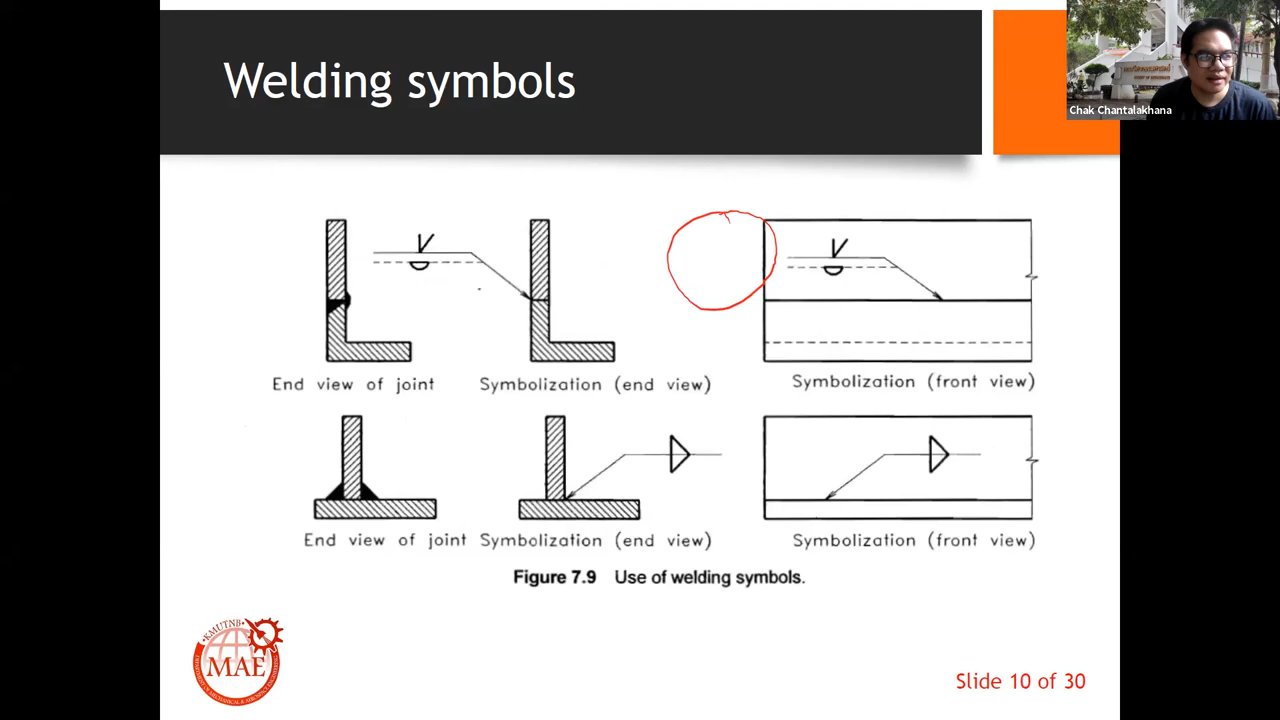 Welding symbols
Chak Chantalakhana
End view of joint
Symbolization (end view)
Symbolization (front view)
End view of joint
Symbolization (end view)
Symbolization (front view)
Figure 7.9 Use of welding symbols.
KMUTNB
MAE
Slide 10 of 30